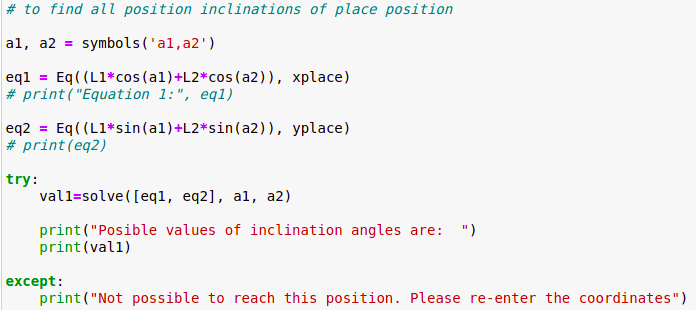 # to find all position inclinations of place position
a1, a2 = symbols('a1,a2')
eq1 = Eq((L1*cos(a1)+L2*cos(a2)), xplace)
# print("Equation 1:", eq1)
eq2 = Eq((L1*sin(a1)+L2*sin(a2)), yplace)
# print(eq2)
try:
    val1=solve([eq1, eq2], a1, a2)
    print("Posible values of inclination angles are:  ")
    print(val1)
except:
    print("Not possible to reach this position. Please re-enter the coordinates")